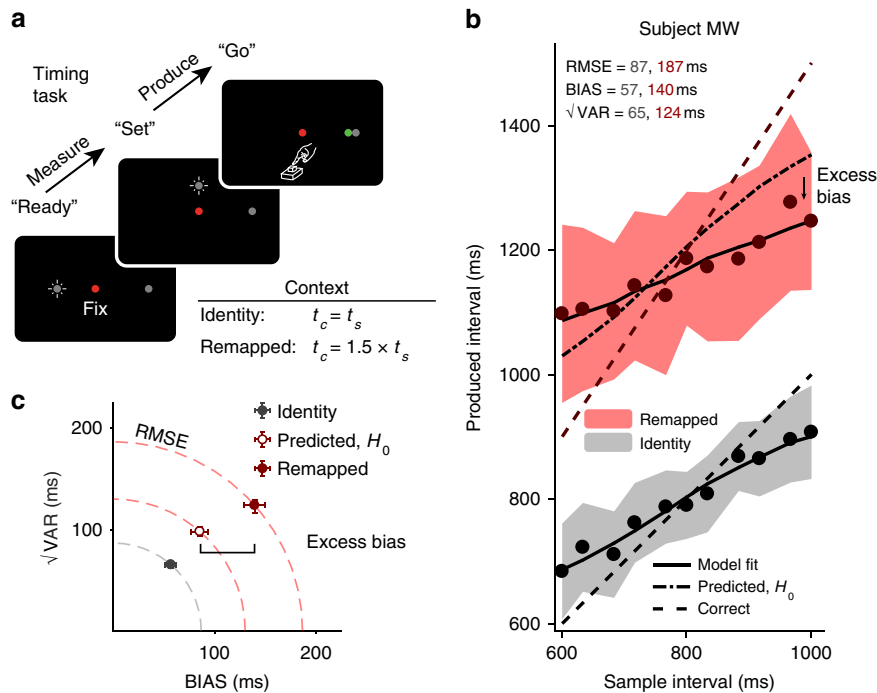 a
Timing
task
"Ready"
Measure
"Set"
Produce
"Go"
Fix
Context
Identity: t_c = t_s
Remapped: t_c = 1.5 × t_s
b
Subject MW
RMSE = 87, 187 ms
BIAS = 57, 140 ms
√VAR = 65, 124 ms
Excess
bias
Produced interval (ms)
1400
1200
1000
800
600
Remapped
Identity
Model fit
Predicted, H_0
Correct
600
800
1000
Sample interval (ms)
c
√VAR (ms)
200
100
RMSE
Identity
Predicted, H_0
Remapped
Excess bias
100
200
BIAS (ms)